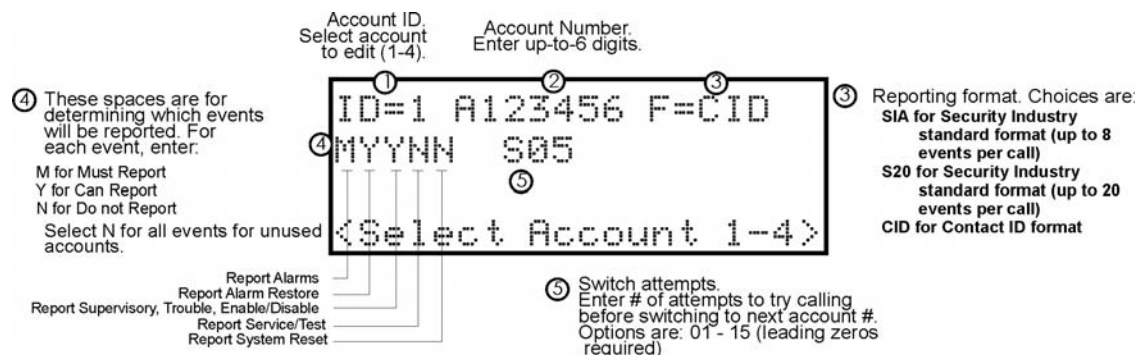 Account ID.
Select account
to edit (1-4).
Account Number.
Enter up-to-6 digits.
① ② ③
ID=1 A123456 F=CID
④ MYYNN S05
⑤
<Select Account 1-4>
④ These spaces are for
determining which events
will be reported. For
each event, enter:
M for Must Report
Y for Can Report
N for Do not Report
Select N for all events for unused
accounts.
Report Alarms
Report Alarm Restore
Report Supervisory, Trouble, Enable/Disable
Report Service/Test
Report System Reset
③ Reporting format. Choices are:
SIA for Security Industry
standard format (up to 8
events per call)
S20 for Security Industry
standard format (up to 20
events per call)
CID for Contact ID format
⑤ Switch attempts.
Enter # of attempts to try calling
before switching to next account #.
Options are: 01 - 15 (leading zeros
required)